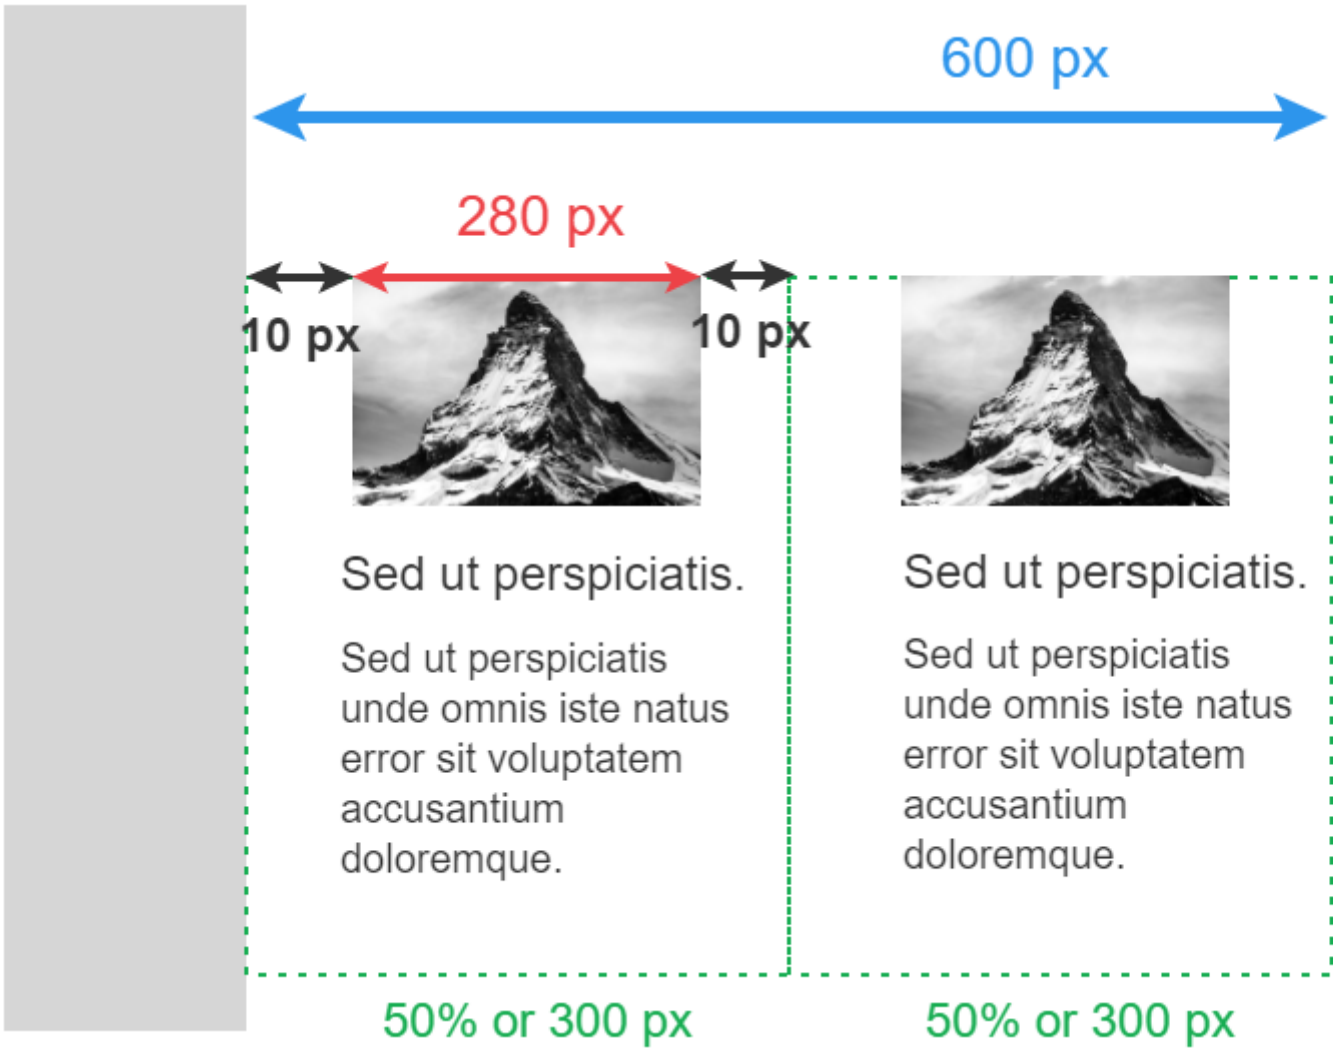 600 px
280 px
10 px
10 px
Sed ut perspiciatis.
Sed ut perspiciatis
unde omnis iste natus
error sit voluptatem
accusantium
doloremque.
Sed ut perspiciatis.
Sed ut perspiciatis
unde omnis iste natus
error sit voluptatem
accusantium
doloremque.
50% or 300 px
50% or 300 px